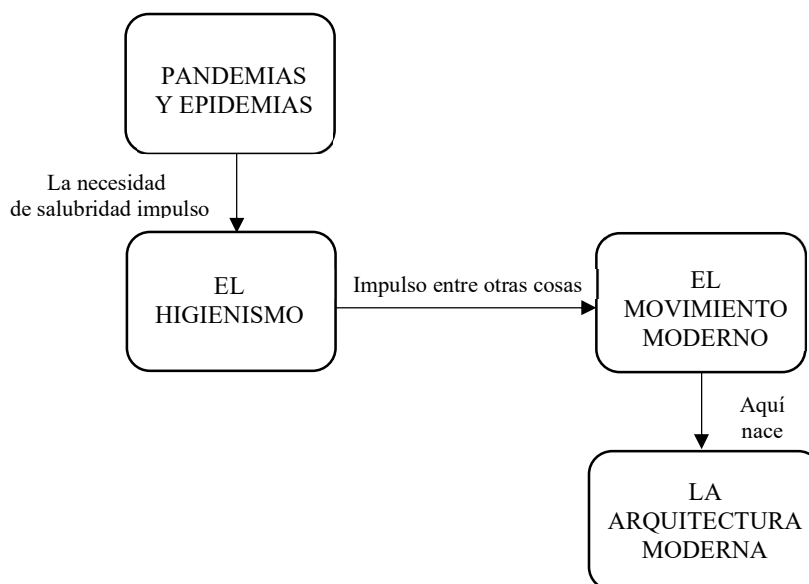 PANDEMIAS
Y EPIDEMIAS
La necesidad
de salubridad impulso
EL
HIGIENISMO
Impulso entre otras cosas
EL
MOVIMIENTO
MODERNO
Aquí
nace
LA
ARQUITECTURA
MODERNA